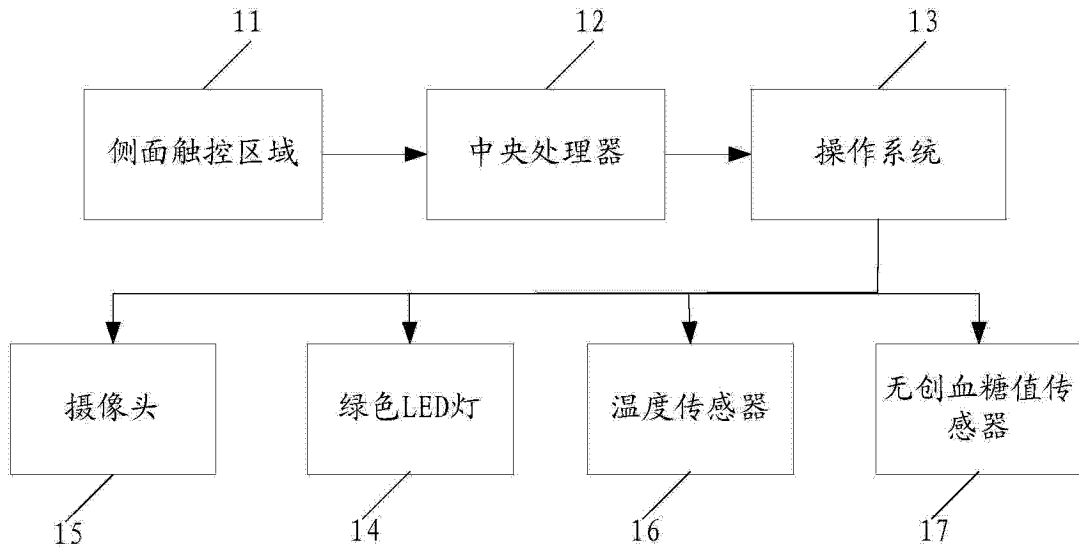 11
12
13
侧面触控区域
中央处理器
操作系统
摄像头
绿色LED灯
温度传感器
无创血糖值传
感器
15
14
16
17